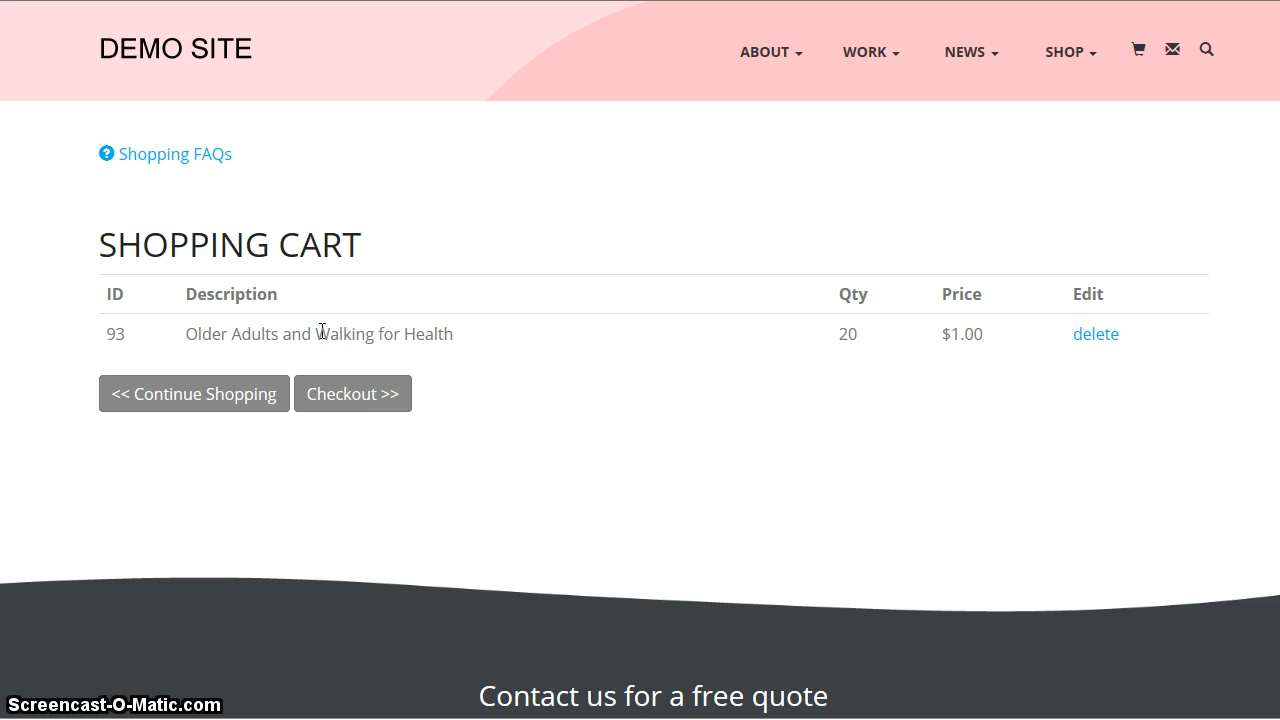 DEMO SITE
ABOUT WORK NEWS SHOP
Shopping FAQs
SHOPPING CART
ID Description Qty Price Edit
93 Older Adults and Walking for Health 20 $1.00 delete
<< Continue Shopping Checkout >>
Contact us for a free quote
Screencast-O-Matic.com